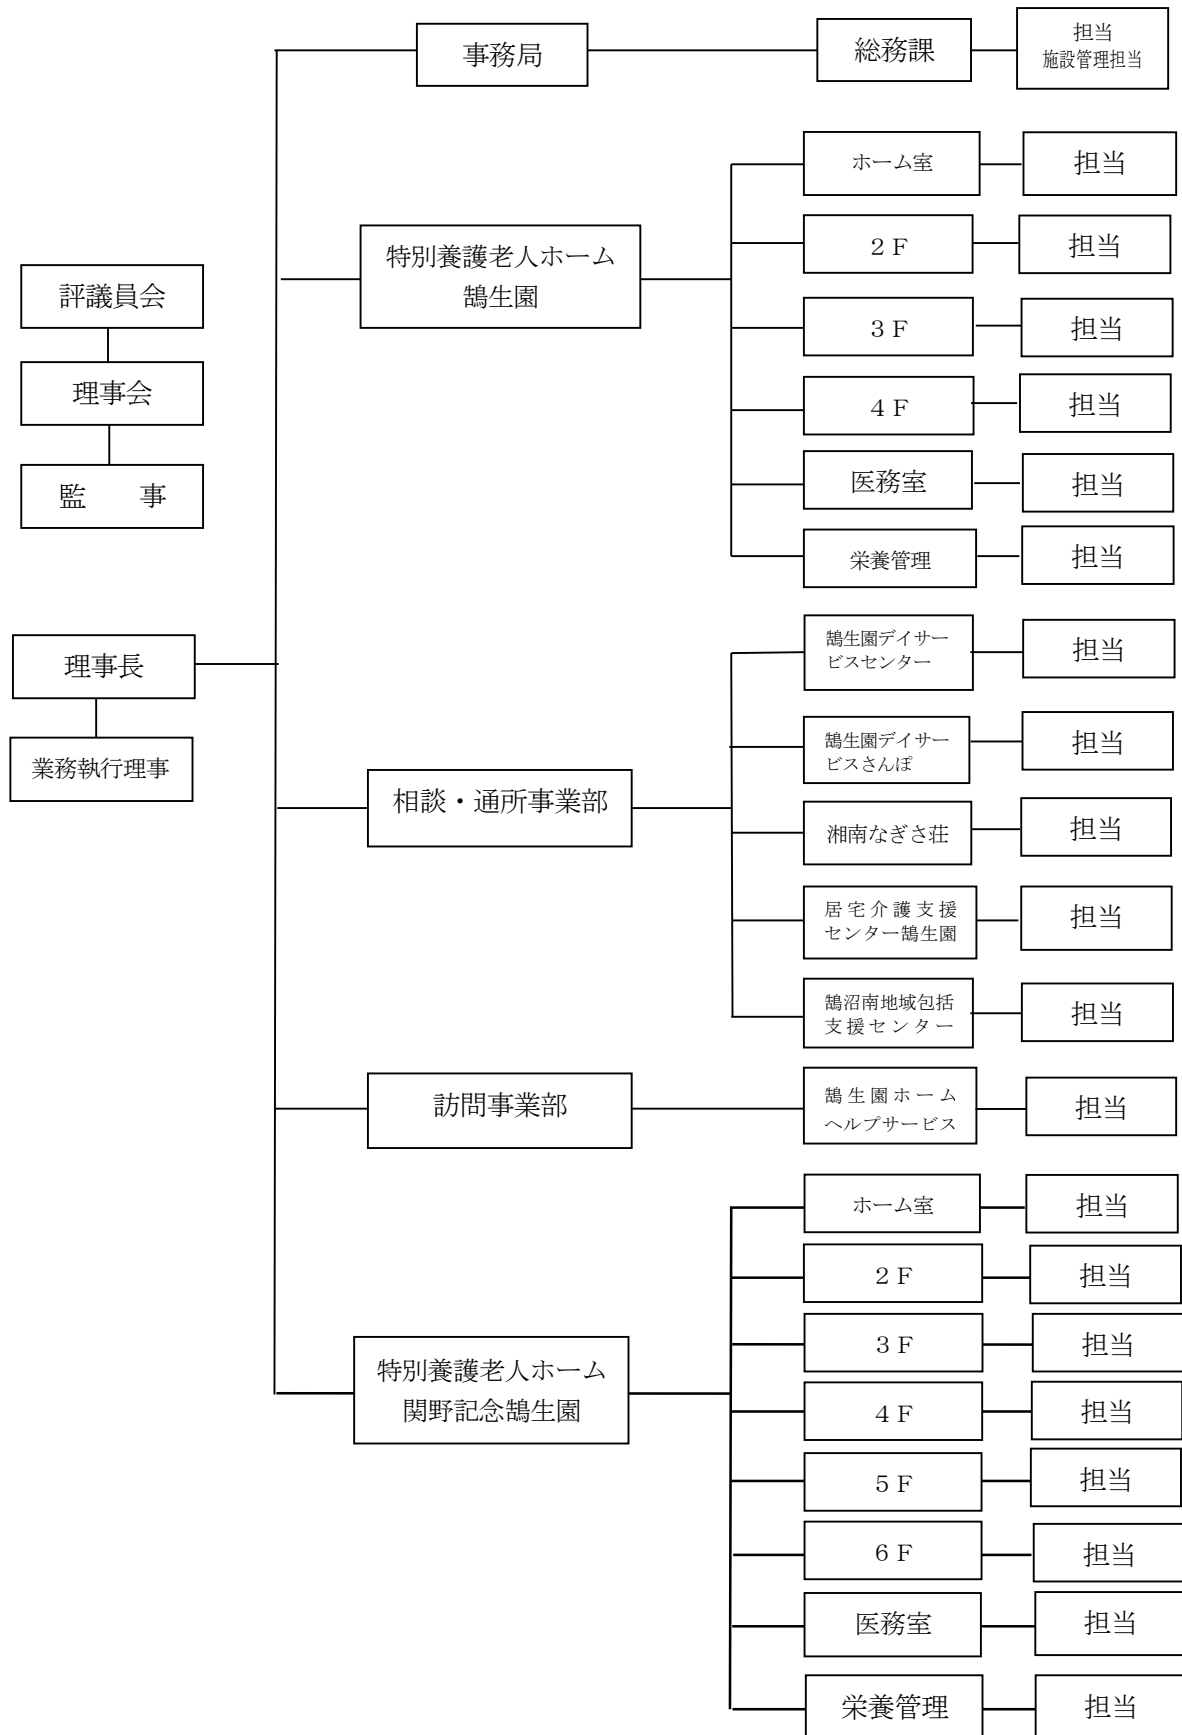 評議員会
理事会
監　　事
理事長
業務執行理事
事務局
総務課
担当
施設管理担当
特別養護老人ホーム
鵠生園
ホーム室
担当
２Ｆ
担当
３Ｆ
担当
４Ｆ
担当
医務室
担当
栄養管理
担当
相談・通所事業部
鵠生園デイサー
ビスセンター
担当
鵠生園デイサー
ビスさんぽ
担当
湘南なぎさ荘
担当
居宅介護支援
センター鵠生園
担当
鵠沼南地域包括
支援センター
担当
訪問事業部
鵠生園ホーム
ヘルプサービス
担当
特別養護老人ホーム
関野記念鵠生園
ホーム室
担当
２Ｆ
担当
３Ｆ
担当
４Ｆ
担当
５Ｆ
担当
６Ｆ
担当
医務室
担当
栄養管理
担当